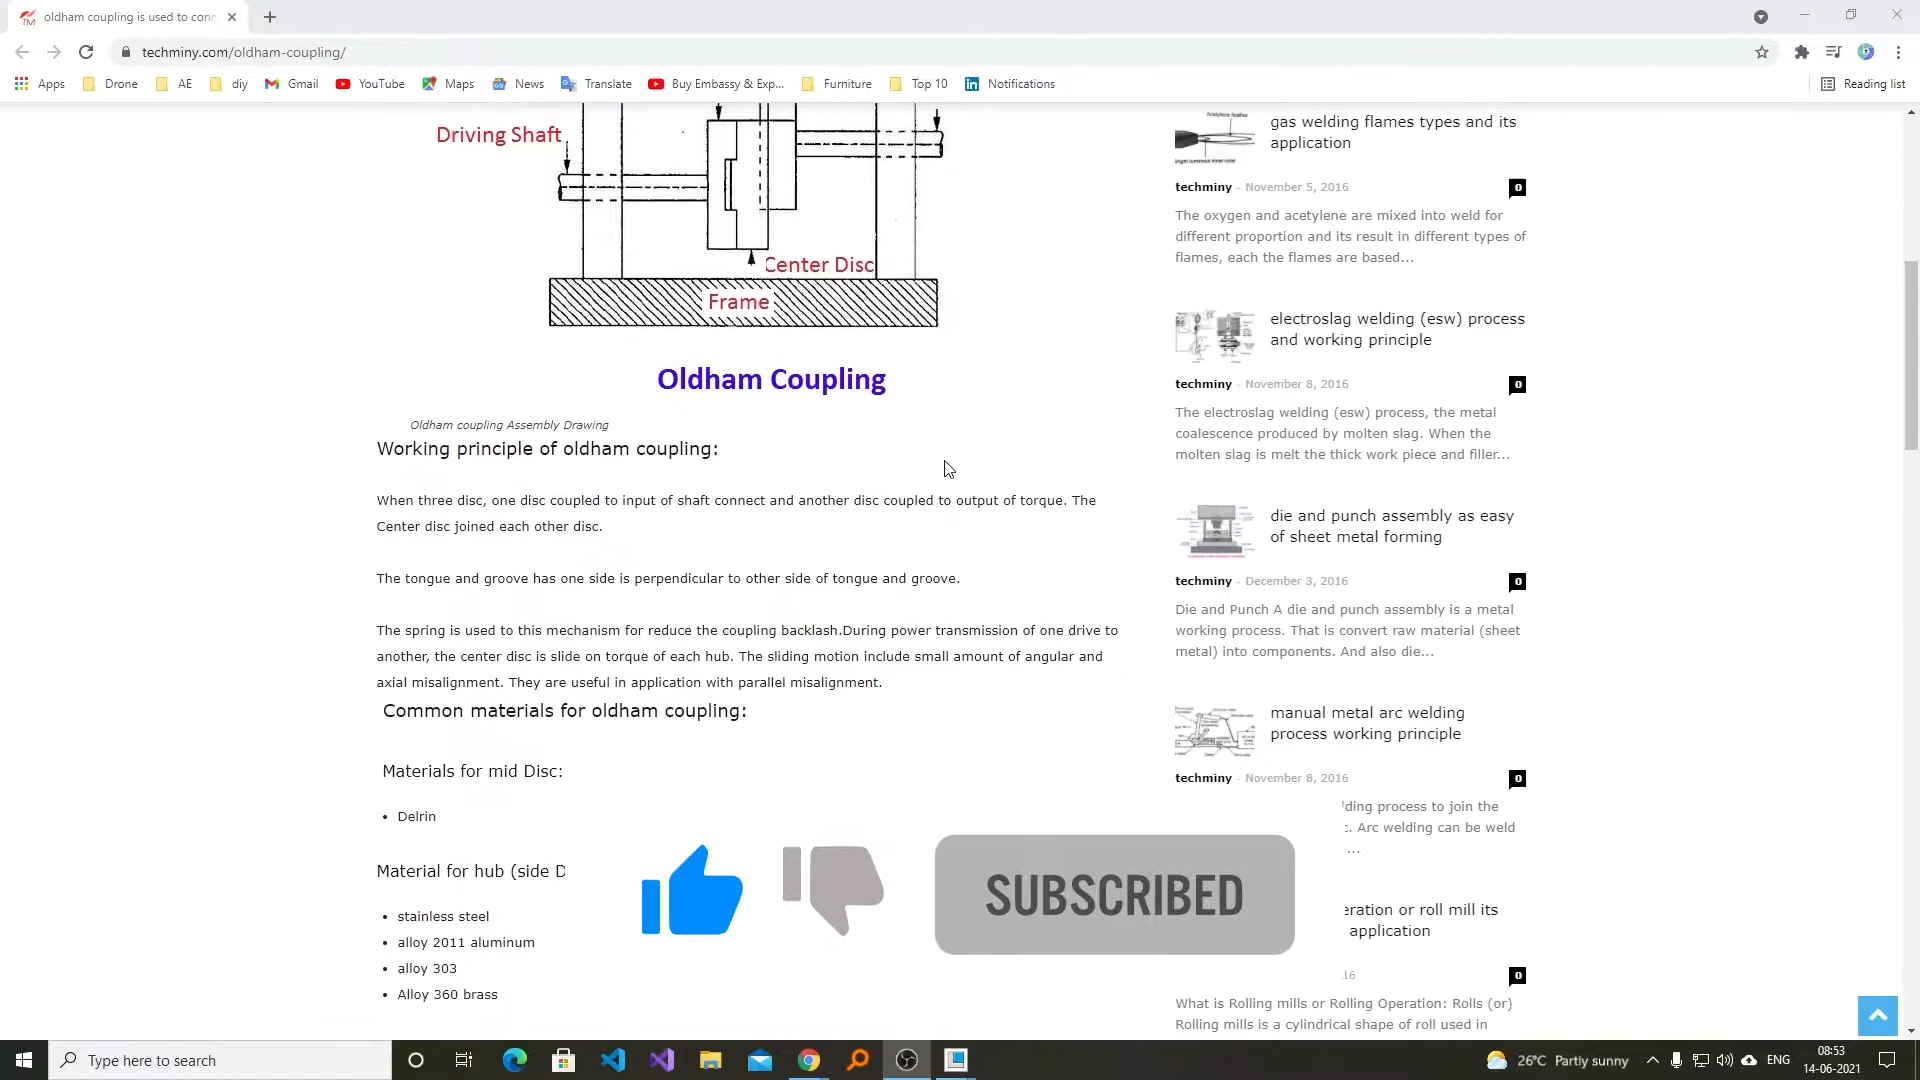 oldham coupling is used to conn
techminy.com/oldham-coupling/
Apps
Drone
AE
diy
Gmail
YouTube
Maps
News
Translate
Buy Embassy & Exp...
Furniture
Top 10
Notifications
Reading list
Driving Shaft
Center Disc
Frame
Oldham Coupling
Oldham coupling Assembly Drawing
Working principle of oldham coupling:
When three disc, one disc coupled to input of shaft connect and another disc coupled to output of torque. The
Center disc joined each other disc.
The tongue and groove has one side is perpendicular to other side of tongue and groove.
The spring is used to this mechanism for reduce the coupling backlash.During power transmission of one drive to
another, the center disc is slide on torque of each hub. The sliding motion include small amount of angular and
axial misalignment. They are useful in application with parallel misalignment.
Common materials for oldham coupling:
Materials for mid Disc:
• Delrin
Material for hub (side D
• stainless steel
• alloy 2011 aluminum
• alloy 303
• Alloy 360 brass
SUBSCRIBED
gas welding flames types and its
application
techminy - November 5, 2016
0
The oxygen and acetylene are mixed into weld for
different proportion and its result in different types of
flames, each the flames are based...
electroslag welding (esw) process
and working principle
techminy - November 8, 2016
0
The electroslag welding (esw) process, the metal
coalescence produced by molten slag. When the
molten slag is melt the thick work piece and filler...
die and punch assembly as easy
of sheet metal forming
techminy - December 3, 2016
0
Die and Punch A die and punch assembly is a metal
working process. That is convert raw material (sheet
metal) into components. And also die...
manual metal arc welding
process working principle
techminy - November 8, 2016
0
lding process to join the
c. Arc welding can be weld
...
eration or roll mill its
application
16
0
What is Rolling mills or Rolling Operation: Rolls (or)
Rolling mills is a cylindrical shape of roll used in
Type here to search
26°C Partly sunny
ENG
08:53
14-06-2021